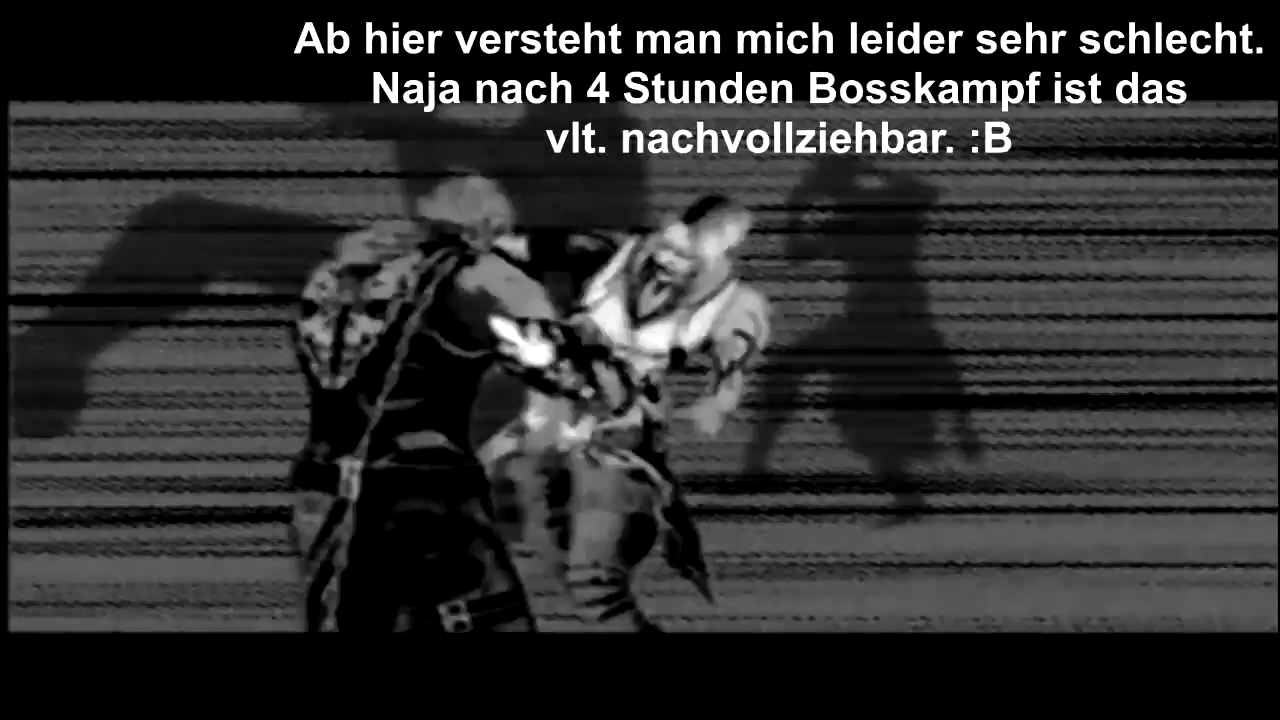 Ab hier versteht man mich leider sehr schlecht.
Naja nach 4 Stunden Bosskampf ist das
vlt. nachvollziehbar. :B